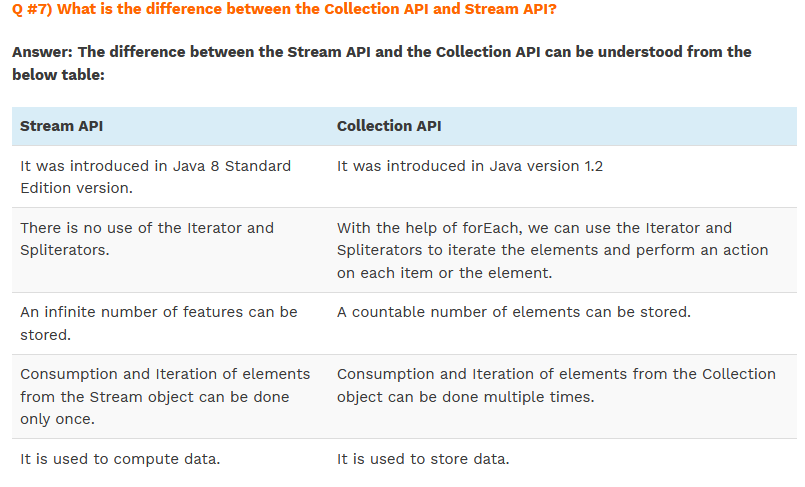 Q #7) What is the difference between the Collection API and Stream API?
Answer: The difference between the Stream API and the Collection API can be understood from the
below table:
Stream API
Collection API
It was introduced in Java 8 Standard
Edition version.
It was introduced in Java version 1.2
There is no use of the Iterator and
Spliterators.
With the help of forEach, we can use the Iterator and
Spliterators to iterate the elements and perform an action
on each item or the element.
An infinite number of features can be
stored.
A countable number of elements can be stored.
Consumption and Iteration of elements
from the Stream object can be done
only once.
Consumption and Iteration of elements from the Collection
object can be done multiple times.
It is used to compute data.
It is used to store data.